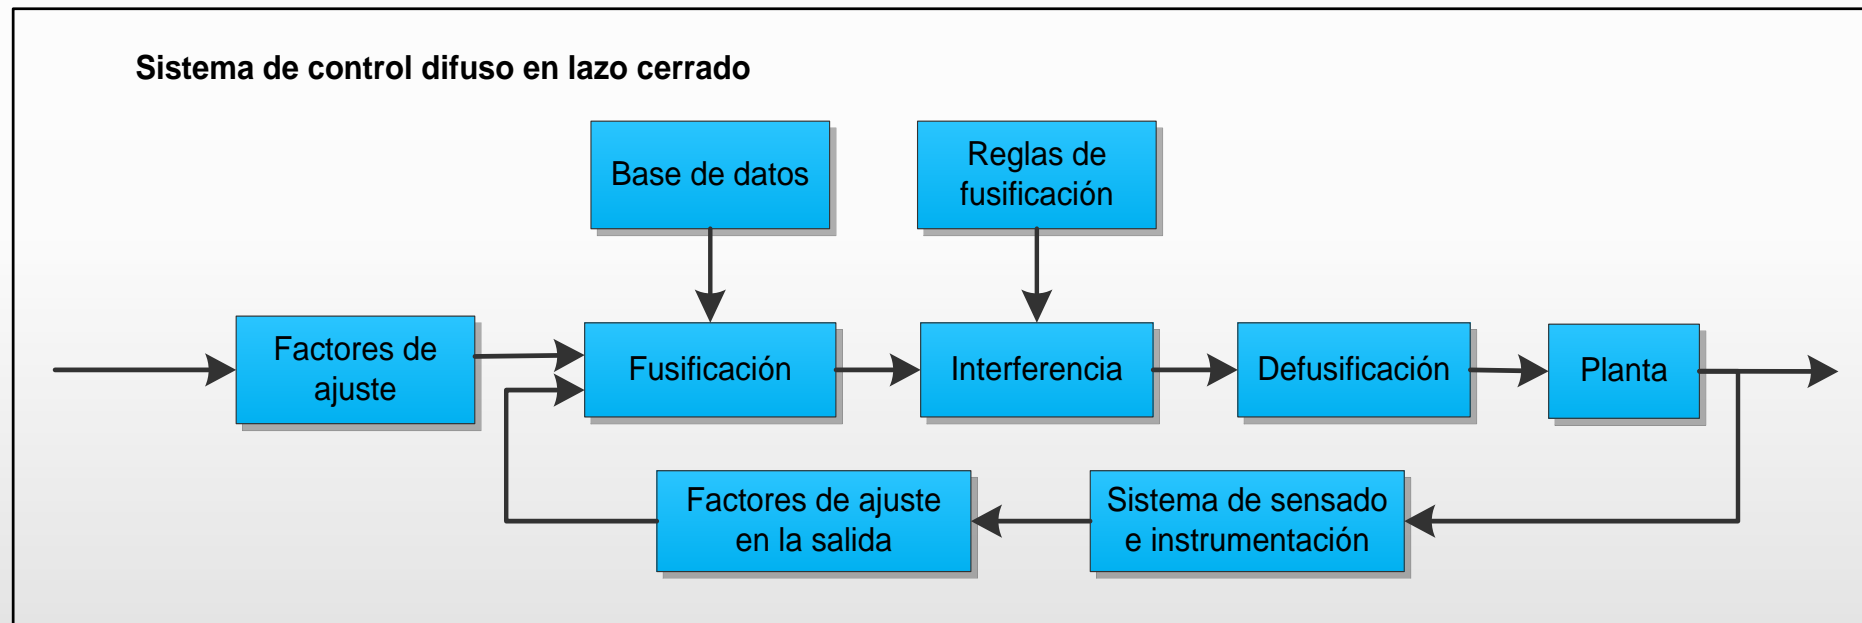 Sistema de control difuso en lazo cerrado
Base de datos
Reglas de
fusificación
Factores de
ajuste
Fusificación
Interferencia
Defusificación
Planta
Factores de ajuste
en la salida
Sistema de sensado
e instrumentación